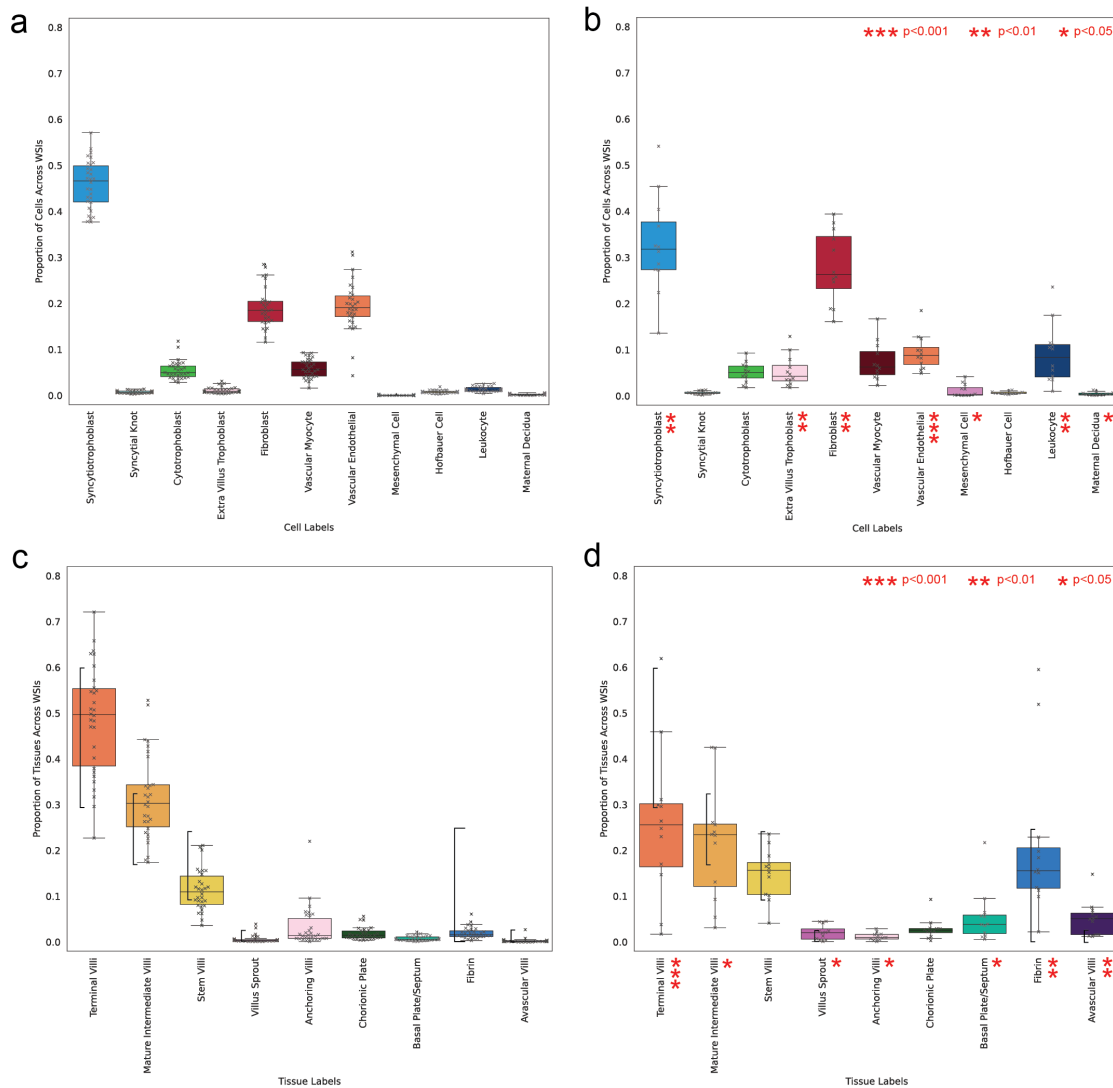 a
0.8
0.7
0.6
0.5
0.4
0.3
0.2
0.1
0.0
Proportion of Cells Across WSIs
Syncytiotrophoblast
Syncytial Knot
Cytotrophoblast
Extra Villus Trophoblast
Fibroblast
Vascular Myocyte
Vascular Endothelial
Mesenchymal Cell
Hofbauer Cell
Leukocyte
Maternal Decidua
Cell Labels
b
*** p<0.001 ** p<0.01 * p<0.05
0.8
0.7
0.6
0.5
0.4
0.3
0.2
0.1
0.0
Proportion of Cells Across WSIs
Syncytiotrophoblast **
Syncytial Knot
Cytotrophoblast
Extra Villus Trophoblast **
Fibroblast **
Vascular Myocyte
Vascular Endothelial ***
Mesenchymal Cell *
Hofbauer Cell
Leukocyte **
Maternal Decidua *
Cell Labels
c
0.8
0.7
0.6
0.5
0.4
0.3
0.2
0.1
0.0
Proportion of Tissues Across WSIs
Terminal Villi
Mature Intermediate Villi
Stem Villi
Villus Sprout
Anchoring Villi
Chorionic Plate
Basal Plate/Septum
Fibrin
Avascular Villi
Tissue Labels
d
*** p<0.001 ** p<0.01 * p<0.05
0.8
0.7
0.6
0.5
0.4
0.3
0.2
0.1
0.0
Proportion of Tissues Across WSIs
Terminal Villi ***
Mature Intermediate Villi *
Stem Villi
Villus Sprout *
Anchoring Villi *
Chorionic Plate
Basal Plate/Septum *
Fibrin **
Avascular Villi **
Tissue Labels